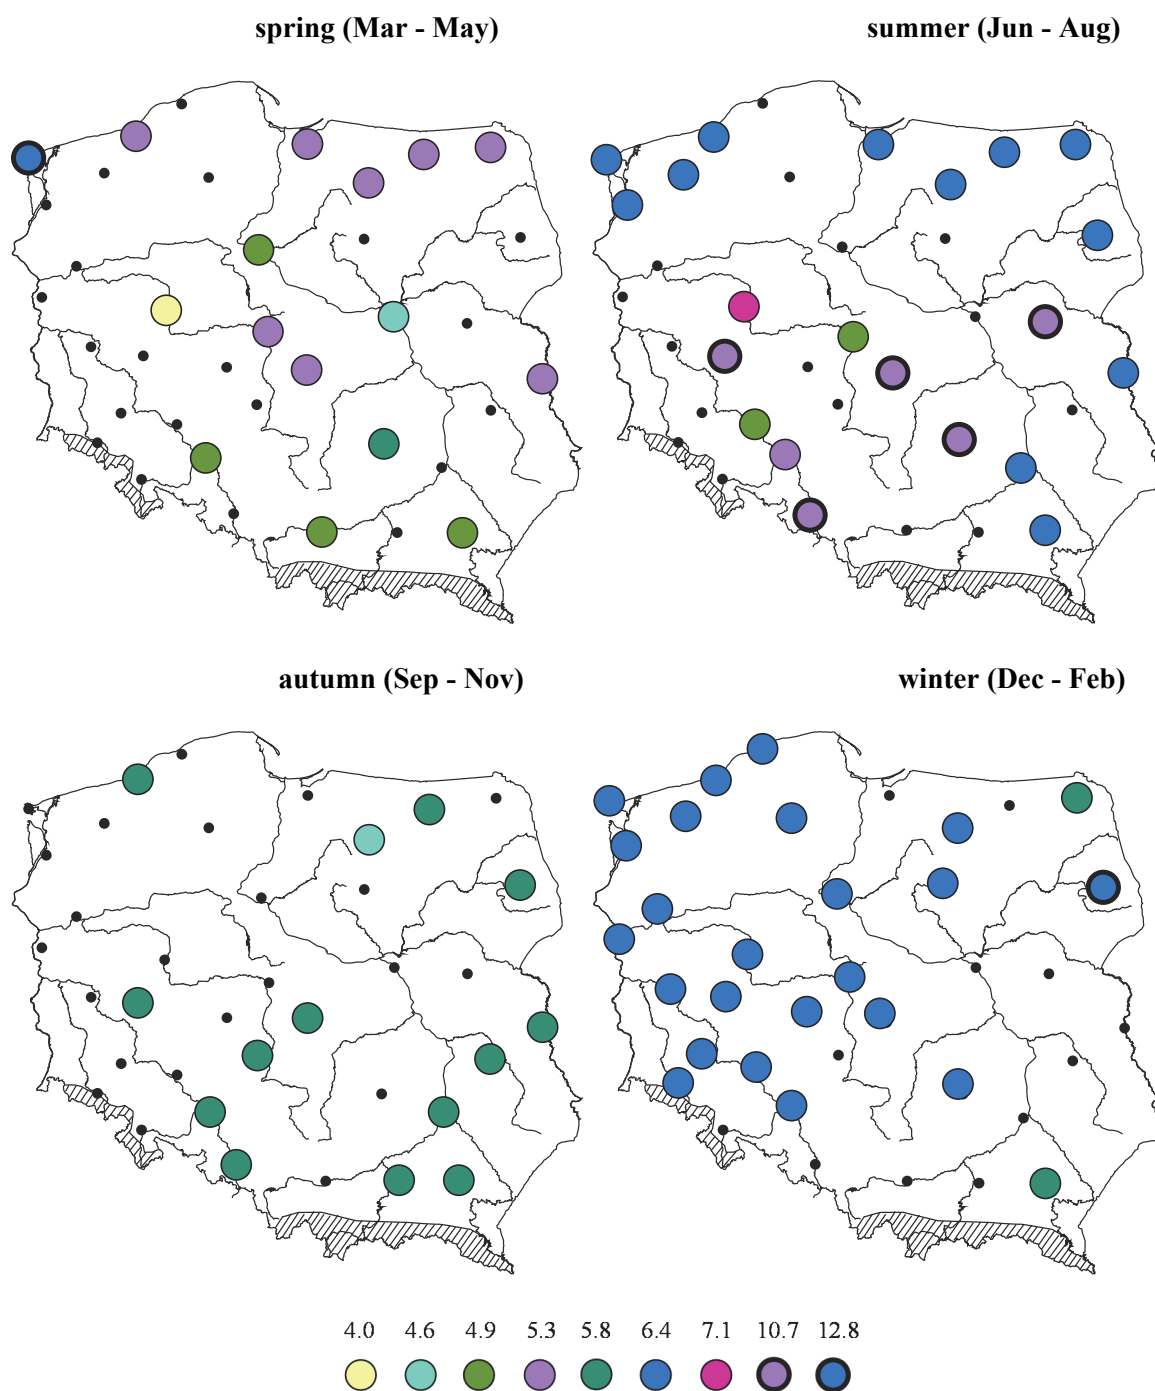 spring (Mar - May) summer (Jun - Aug)
autumn (Sep - Nov) winter (Dec - Feb)
4.0 4.6 4.9 5.3 5.8 6.4 7.1 10.7 12.8